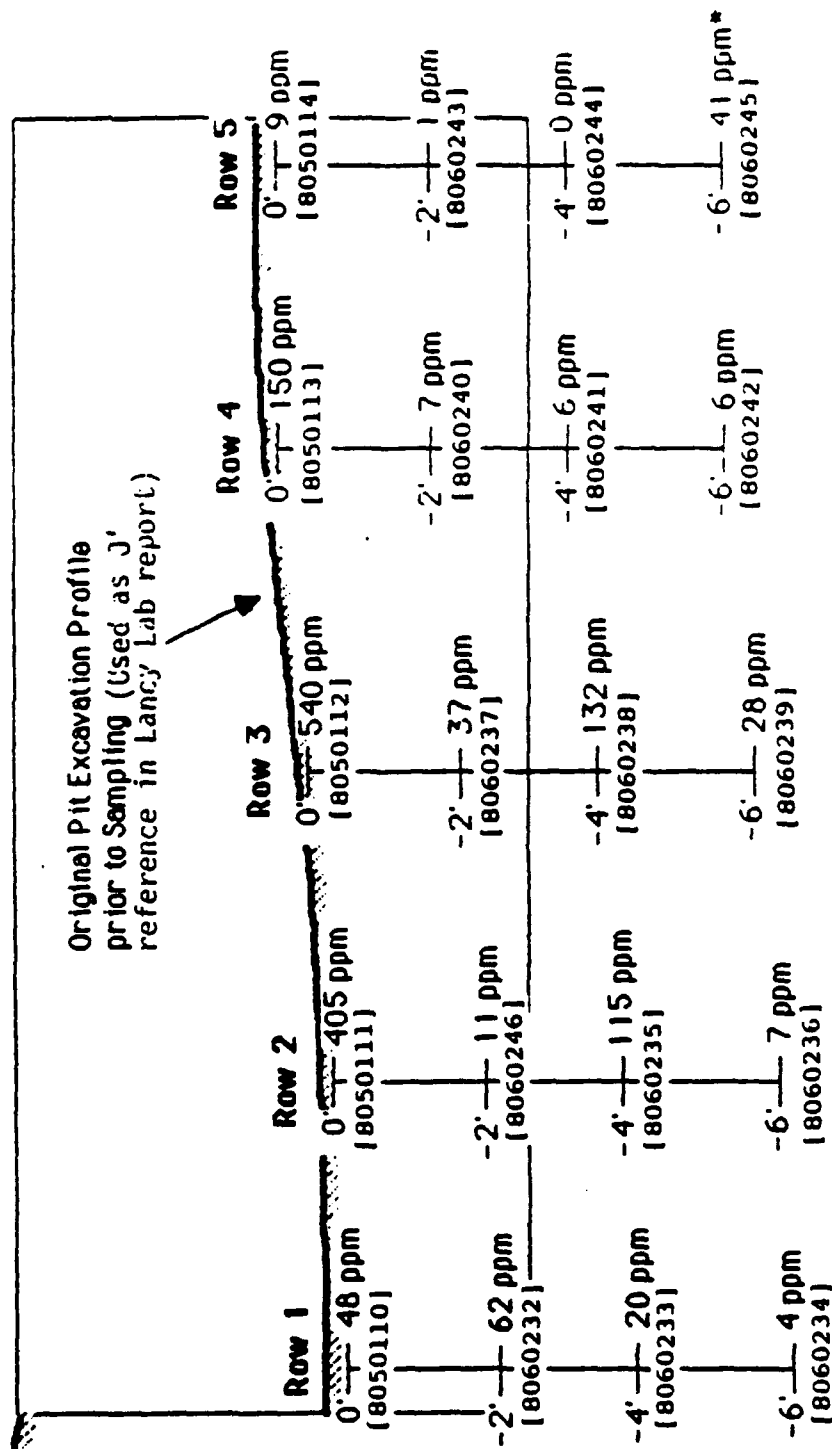 Original Pit Excavation Profile
prior to Sampling (Used as 0'
reference in Lancy Lab report)
Row 1
0' 48 ppm
[8050110]
-2' 62 ppm
[8060232]
-4' 20 ppm
[8060233]
-6' 4 ppm
[8060234]
Row 2
0' 405 ppm
[8050111]
-2' 11 ppm
[8060246]
-4' 115 ppm
[8060235]
-6' 7 ppm
[8060236]
Row 3
0' 540 ppm
[8050112]
-2' 37 ppm
[8060237]
-4' 132 ppm
[8060238]
-6' 28 ppm
[8060239]
Row 4
0' 150 ppm
[8050113]
-2' 7 ppm
[8060240]
-4' 6 ppm
[8060241]
-6' 6 ppm
[8060242]
Row 5
0' 9 ppm
[8050114]
-2' 1 ppm
[8060243]
-4' 0 ppm
[8060244]
-6' 41 ppm*
[8060245]